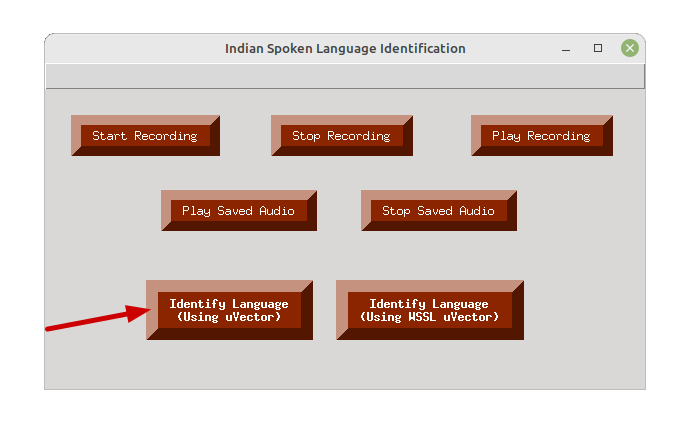 Indian Spoken Language Identification
Start Recording
Stop Recording
Play Recording
Play Saved Audio
Stop Saved Audio
Identify Language
(Using uVector)
Identify Language
(Using WSSL uVector)